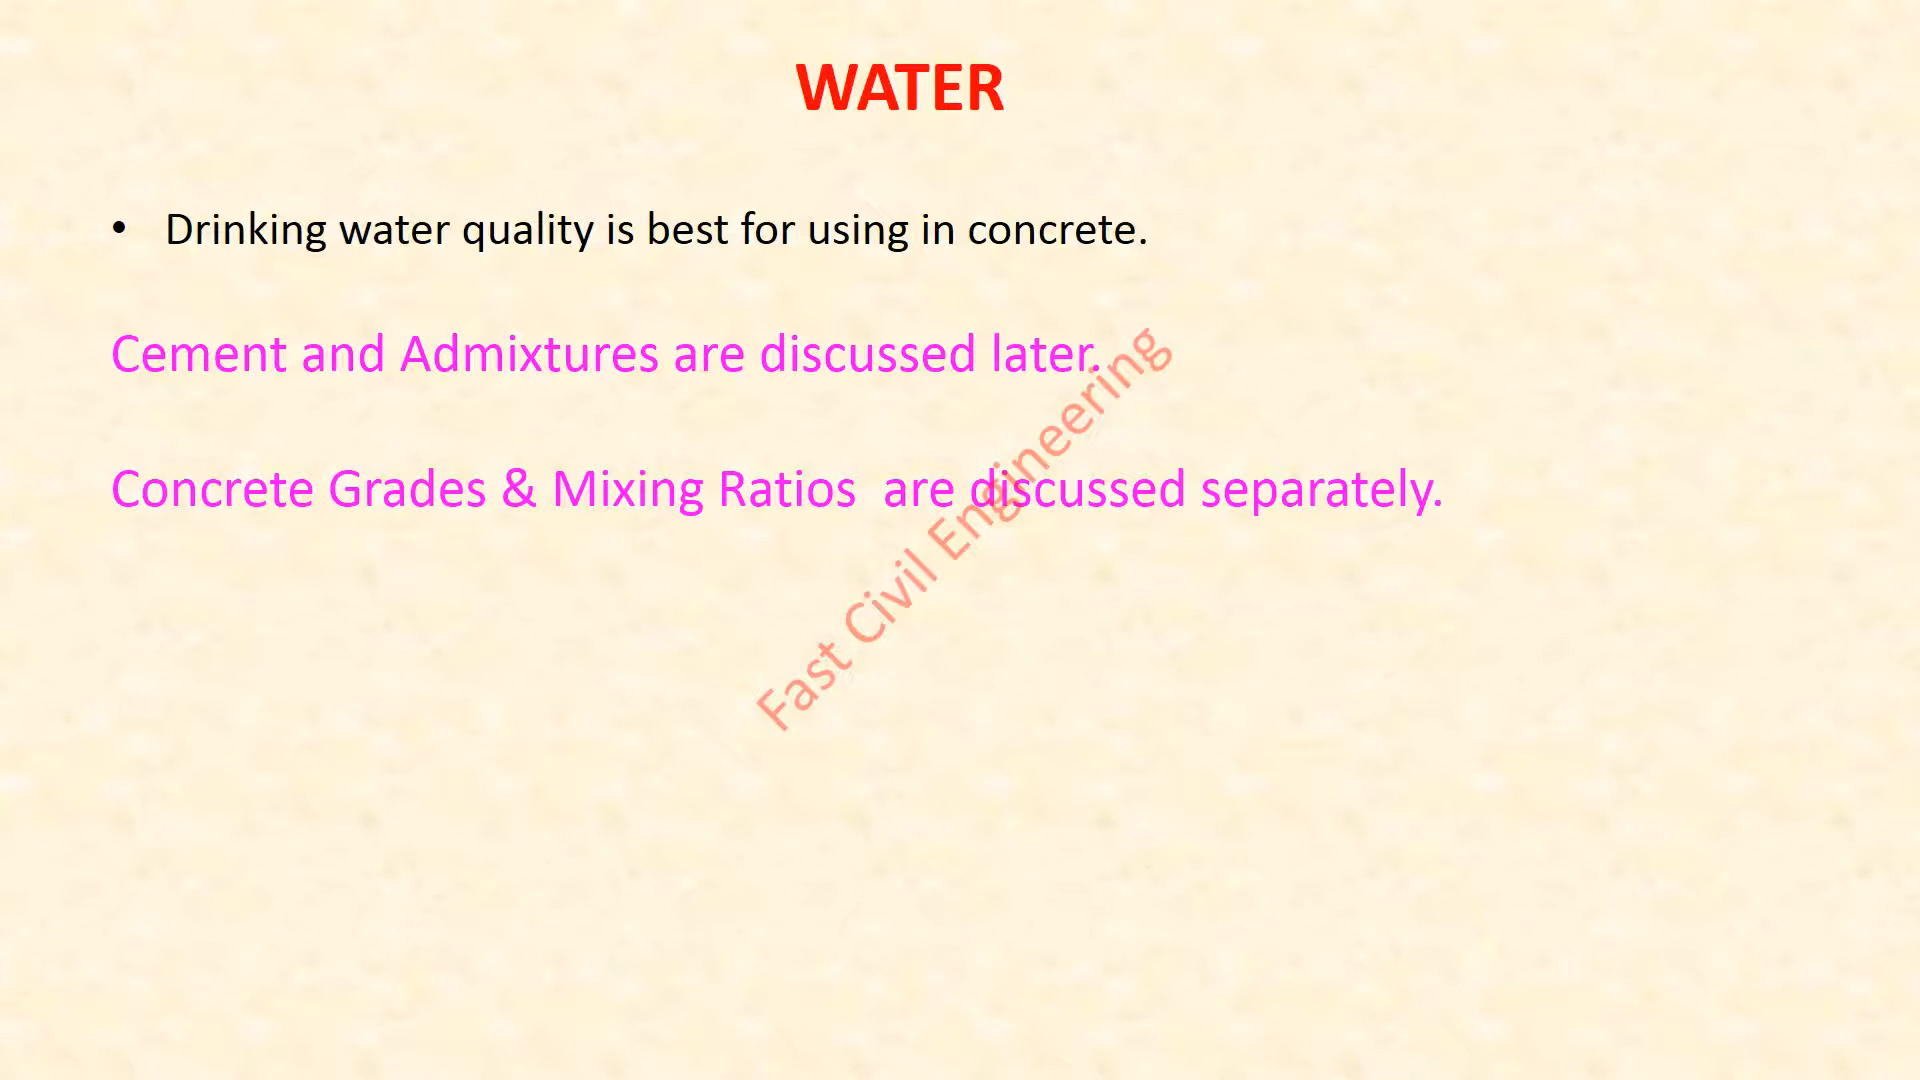 WATER
• Drinking water quality is best for using in concrete.
Cement and Admixtures are discussed later.
Concrete Grades & Mixing Ratios  are discussed separately.
Fast Civil Engineering